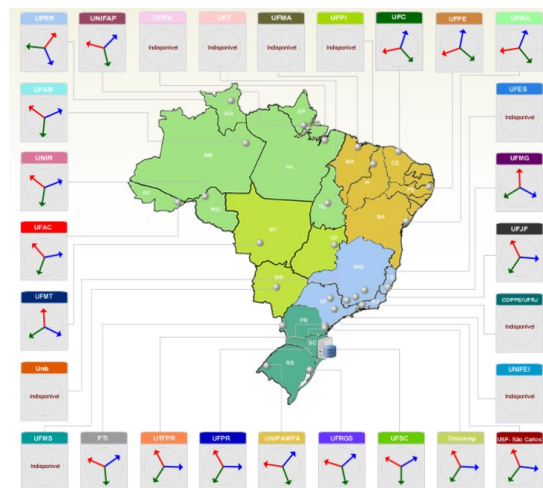 UFRR UNIFAP UFPA UFT UFMA UFPI UFC UFPE UFBA
Indisponível Indisponível Indisponível Indisponível
UFAM
UFES
Indisponível
UNIR
UFMG
UFAC
UFJF
UFMT
COPPE/UFRJ
Indisponível
Unb
Indisponível
UNIFEI
Indisponível
RR AP
AM PA MA CE
PI
AC RO
BA
MT
DF
MS MG
SP
PR
SC
RS
UFMS PTI UTFPR UFPR UNIPAMPA UFRGS UFSC Unicamp USP- São Carlos
Indisponível